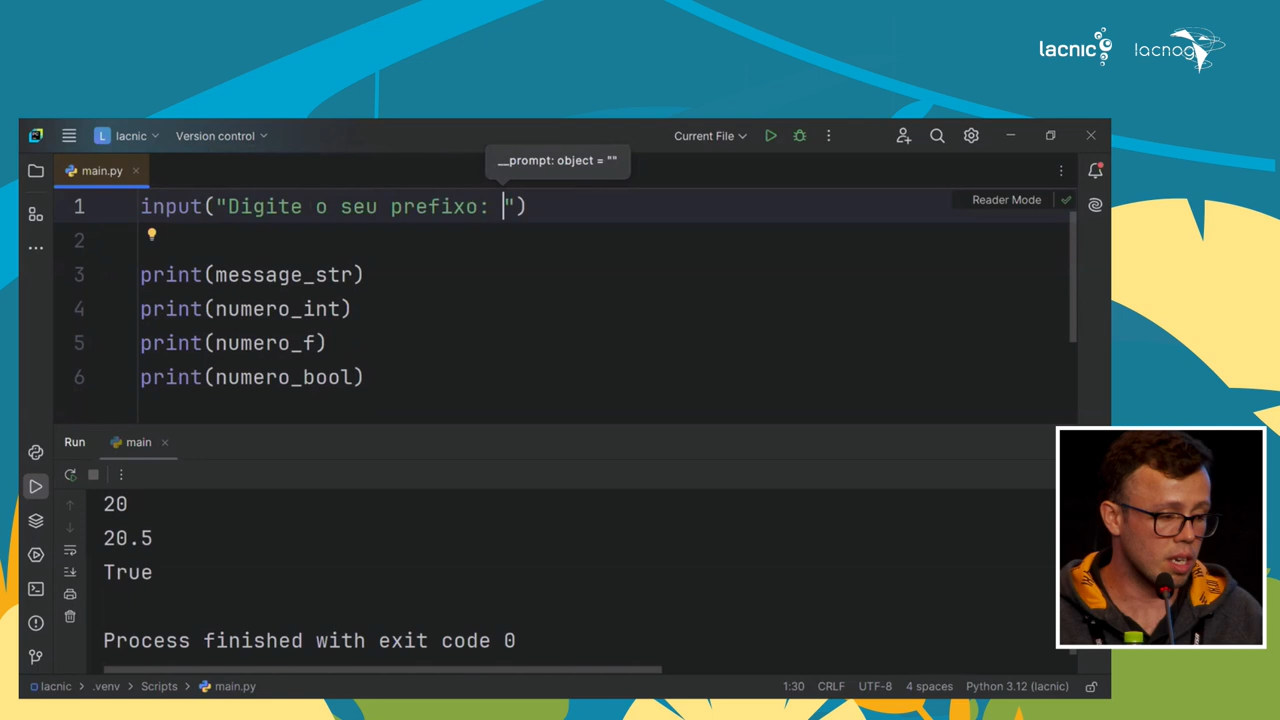 lacnic lacnog
L lacnic Version control Current File
main.py
__prompt: object = ""
1 input("Digite o seu prefixo: ")
Reader Mode
2
3 print(message_str)
4 print(numero_int)
5 print(numero_f)
6 print(numero_bool)
Run main
20
20.5
True
Process finished with exit code 0
lacnic > .venv > Scripts > main.py 1:30 CRLF UTF-8 4 spaces Python 3.12 (lacnic)